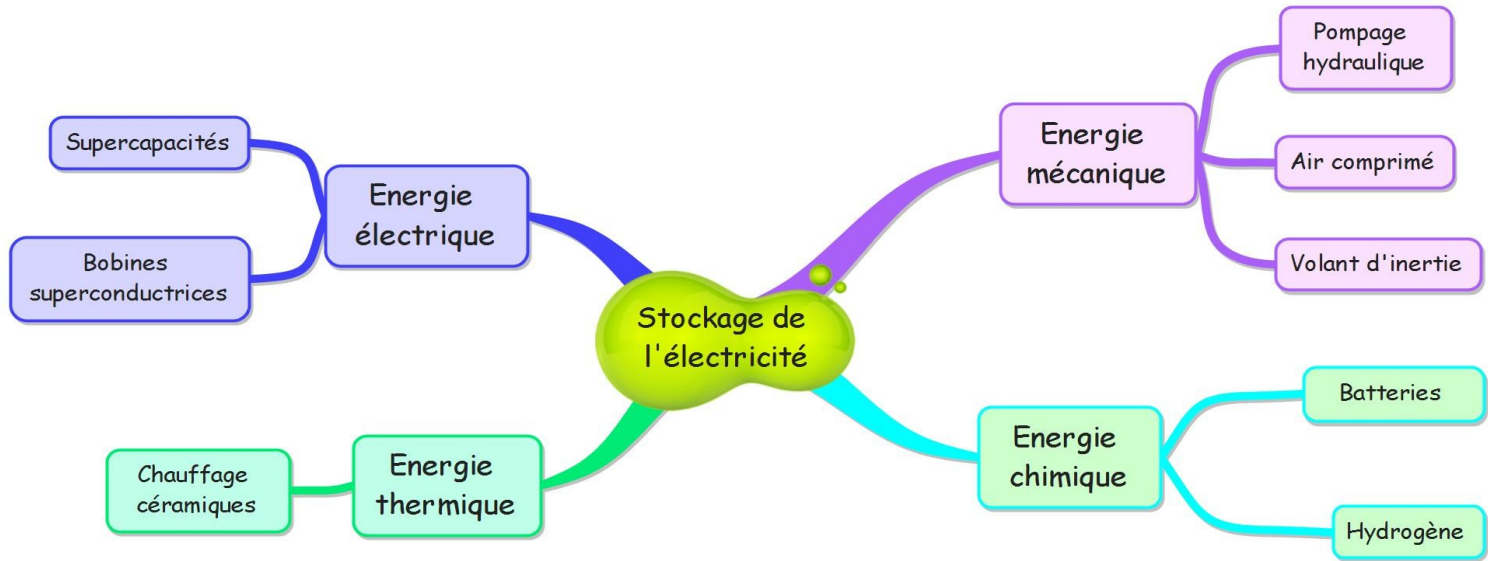 Stockage de
l'électricité
Energie
électrique
Supercapacités
Bobines
superconductrices
Energie
thermique
Chauffage
céramiques
Energie
mécanique
Pompage
hydraulique
Air comprimé
Volant d'inertie
Energie
chimique
Batteries
Hydrogène